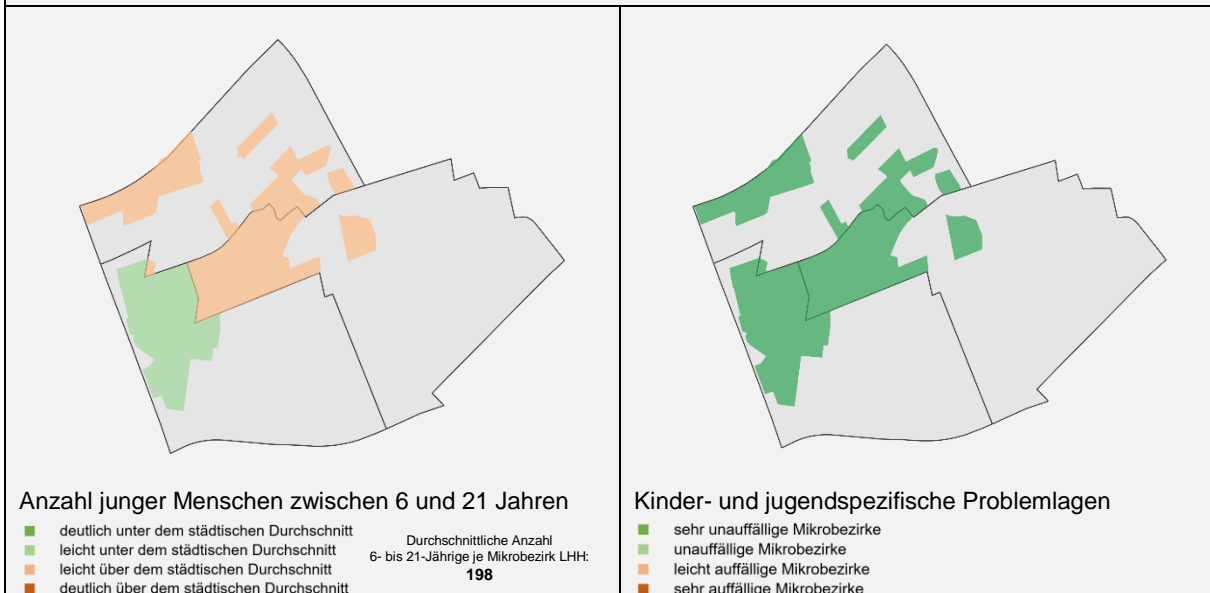 Anzahl junger Menschen zwischen 6 und 21 Jahren
deutlich unter dem städtischen Durchschnitt
leicht unter dem städtischen Durchschnitt
leicht über dem städtischen Durchschnitt
deutlich über dem städtischen Durchschnitt
Durchschnittliche Anzahl
6- bis 21-Jährige je Mikrobezirk LHH:
198
Kinder- und jugendspezifische Problemlagen
sehr unauffällige Mikrobezirke
unauffällige Mikrobezirke
leicht auffällige Mikrobezirke
sehr auffällige Mikrobezirke